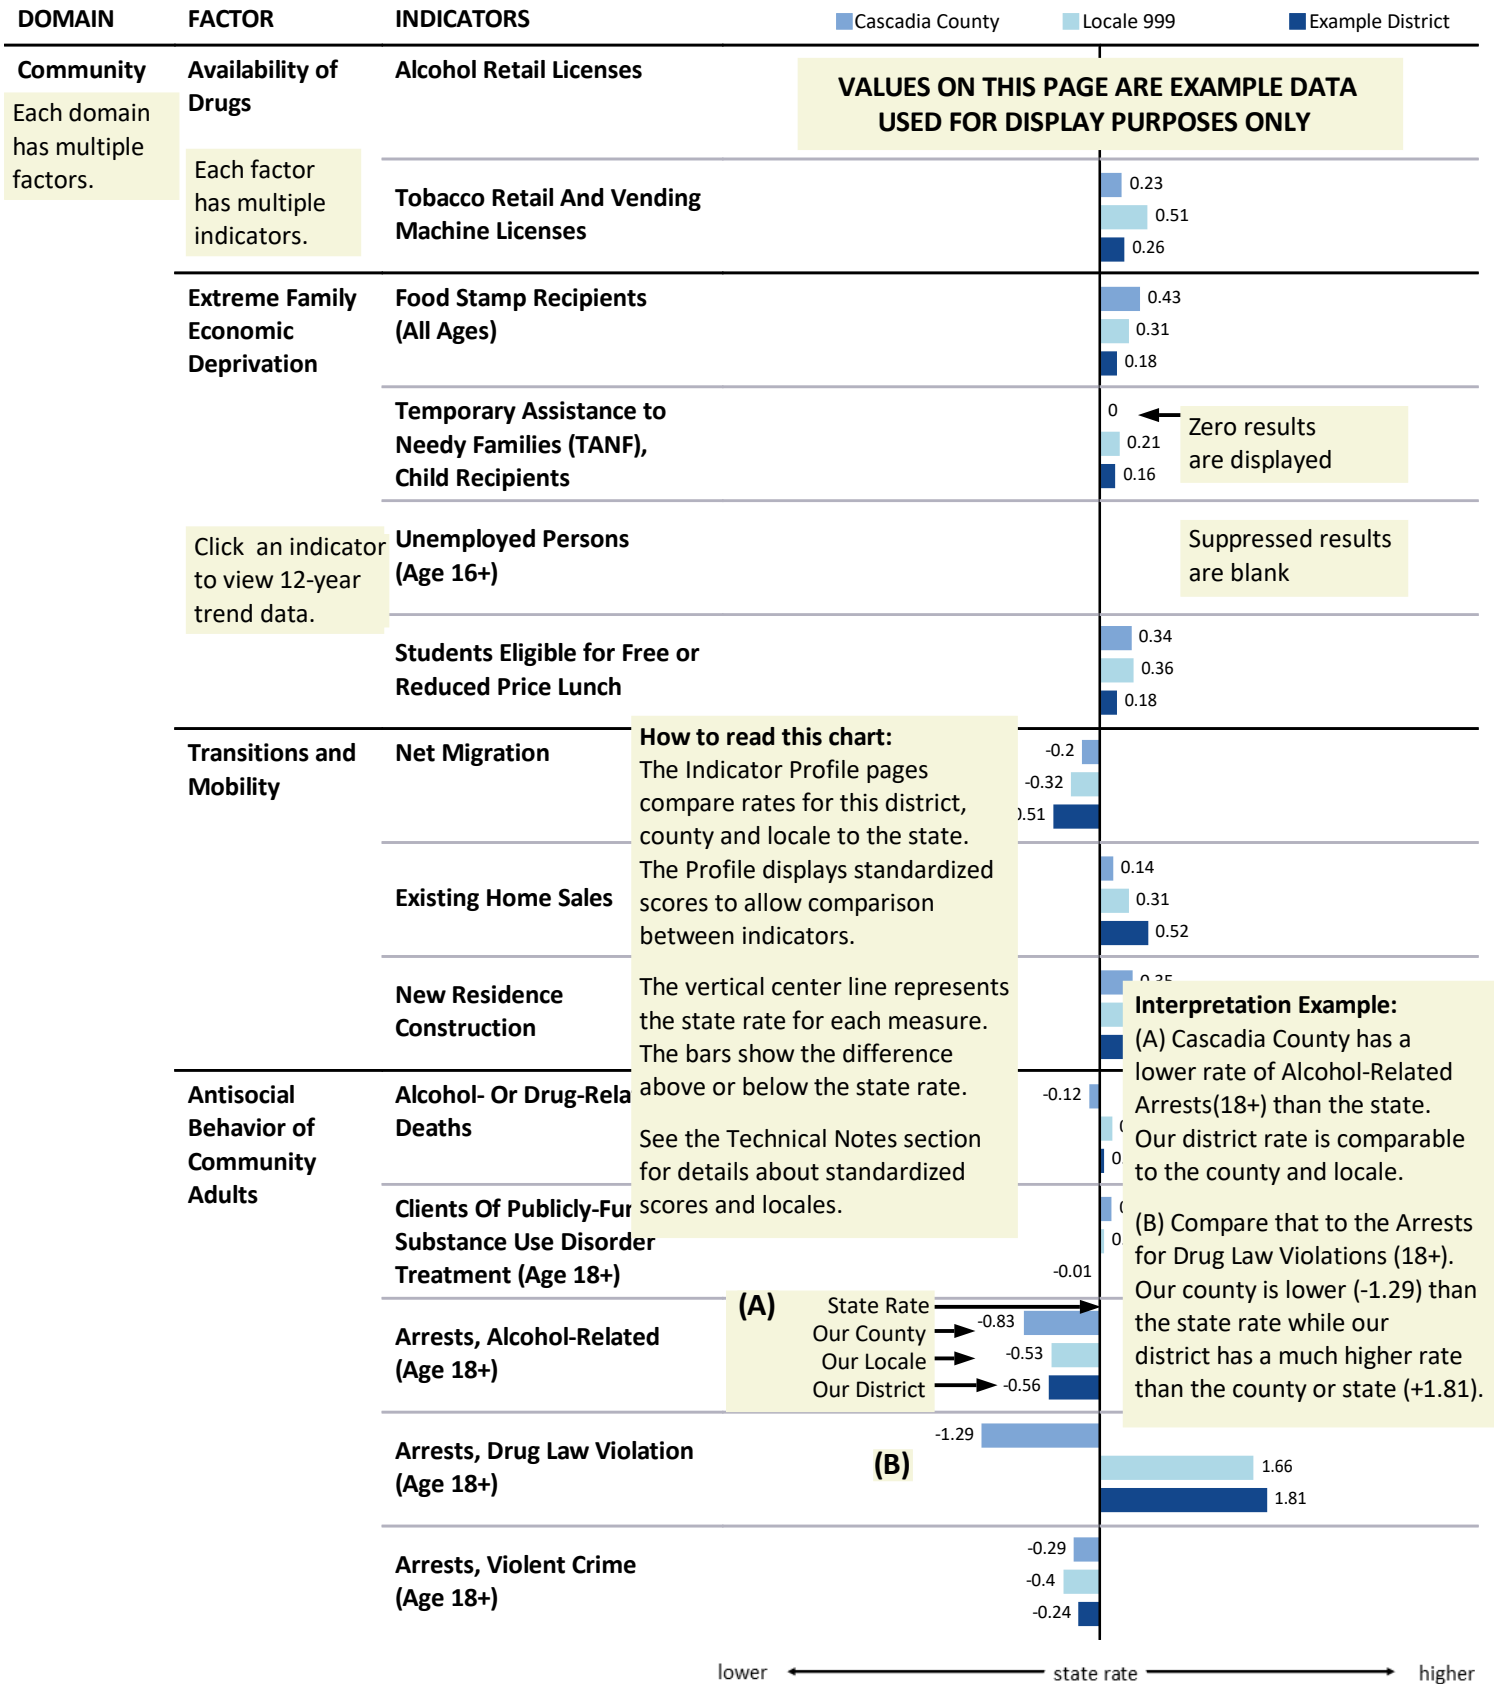 DOMAIN FACTOR INDICATORS Cascadia County Locale 999 Example District
Community
Each domain
has multiple
factors.
Availability of
Drugs
Each factor
has multiple
indicators.
Alcohol Retail Licenses
VALUES ON THIS PAGE ARE EXAMPLE DATA
USED FOR DISPLAY PURPOSES ONLY
Tobacco Retail And Vending
Machine Licenses
0.23
0.51
0.26
Extreme Family
Economic
Deprivation
Food Stamp Recipients
(All Ages)
0.43
0.31
0.18
Temporary Assistance to
Needy Families (TANF),
Child Recipients
0
0.21
0.16
Zero results
are displayed
Click an indicator
to view 12-year
trend data.
Unemployed Persons
(Age 16+)
Suppressed results
are blank
Students Eligible for Free or
Reduced Price Lunch
0.34
0.36
0.18
Transitions and
Mobility
Net Migration
-0.2
-0.32
.51
How to read this chart:
The Indicator Profile pages
compare rates for this district,
county and locale to the state.
The Profile displays standardized
scores to allow comparison
between indicators.
The vertical center line represents
the state rate for each measure.
The bars show the difference
above or below the state rate.
See the Technical Notes section
for details about standardized
scores and locales.
Existing Home Sales
0.14
0.31
0.52
New Residence
Construction
Interpretation Example:
(A) Cascadia County has a
lower rate of Alcohol-Related
Arrests(18+) than the state.
Our district rate is comparable
to the county and locale.
(B) Compare that to the Arrests
for Drug Law Violations (18+).
Our county is lower (-1.29) than
the state rate while our
district has a much higher rate
than the county or state (+1.81).
Antisocial
Behavior of
Community
Adults
Alcohol- Or Drug-Rela
Deaths
-0.12
0.
Clients Of Publicly-Fu
Substance Use Disorder
Treatment (Age 18+)
0.
-0.01
Arrests, Alcohol-Related
(Age 18+)
(A)
State Rate
Our County
Our Locale
Our District
-0.83
-0.53
-0.56
Arrests, Drug Law Violation
(Age 18+)
(B)
-1.29
1.66
1.81
Arrests, Violent Crime
(Age 18+)
-0.29
-0.4
-0.24
lower state rate higher